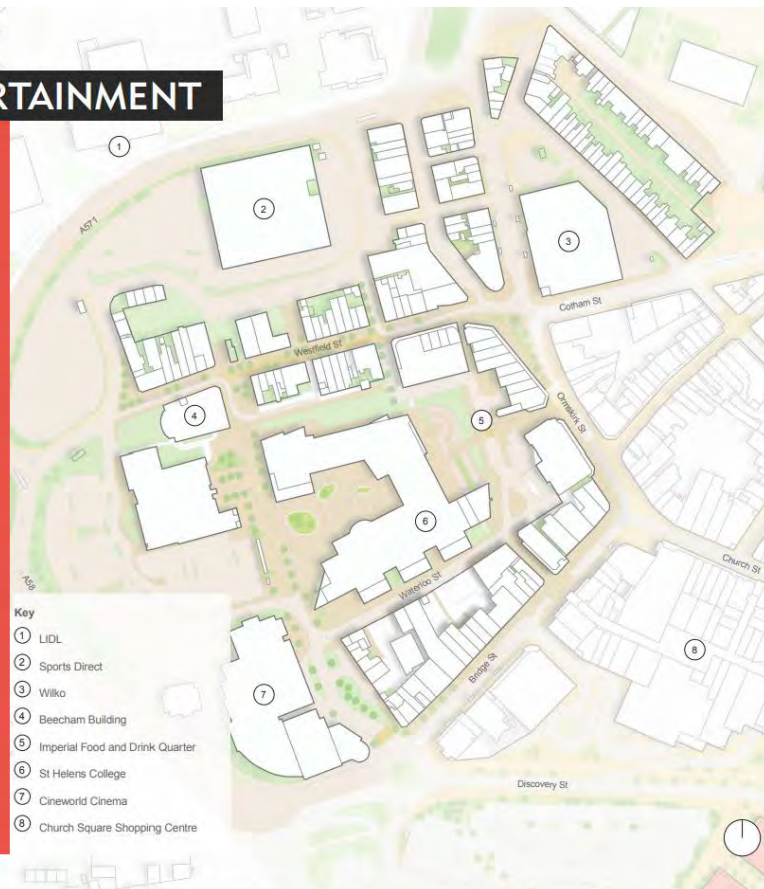 RTAINMENT
1
2
3
A571
Cotham St
Westfield St
4
5
Ormskirk St
6
Church St
A58
Waterloo St
8
Bridge St
7
Discovery St
Key
1 LIDL
2 Sports Direct
3 Wilko
4 Beecham Building
5 Imperial Food and Drink Quarter
6 St Helens College
7 Cineworld Cinema
8 Church Square Shopping Centre